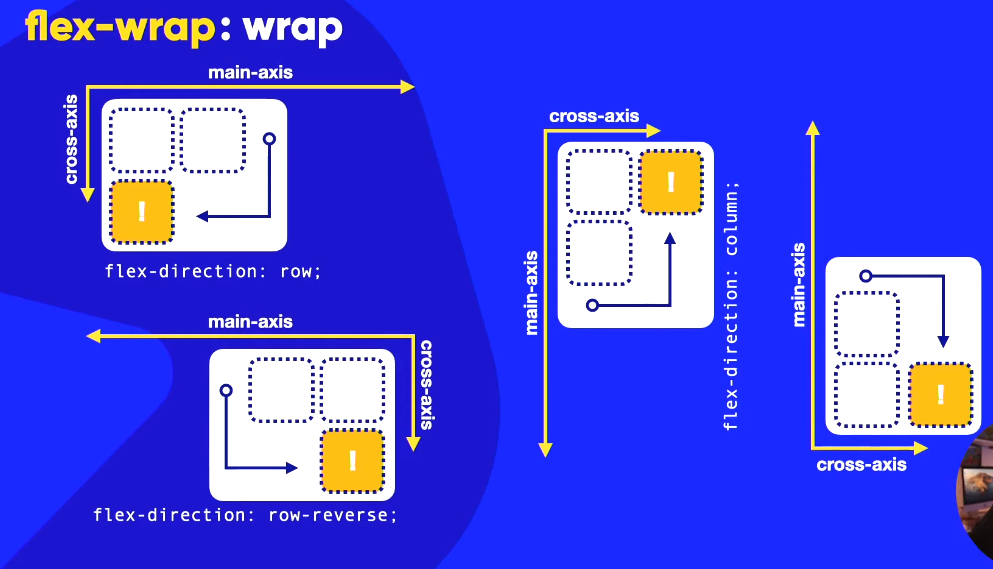 flex-wrap: wrap
main-axis
cross-axis
!
flex-direction: row;
main-axis
cross-axis
!
flex-direction: row-reverse;
cross-axis
main-axis
!
flex-direction: column;
main-axis
!
cross-axis